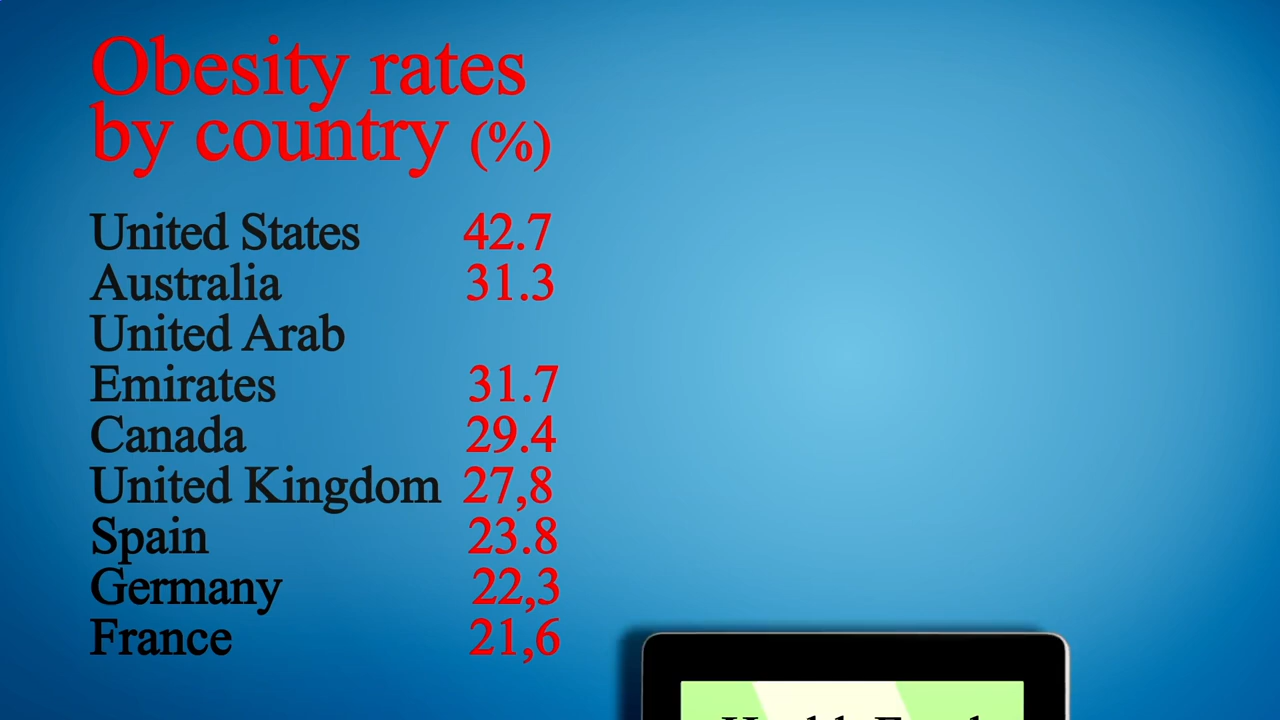 Obesity rates
by country (%)
United States 42.7
Australia 31.3
United Arab
Emirates 31.7
Canada 29.4
United Kingdom 27,8
Spain 23.8
Germany 22,3
France 21,6